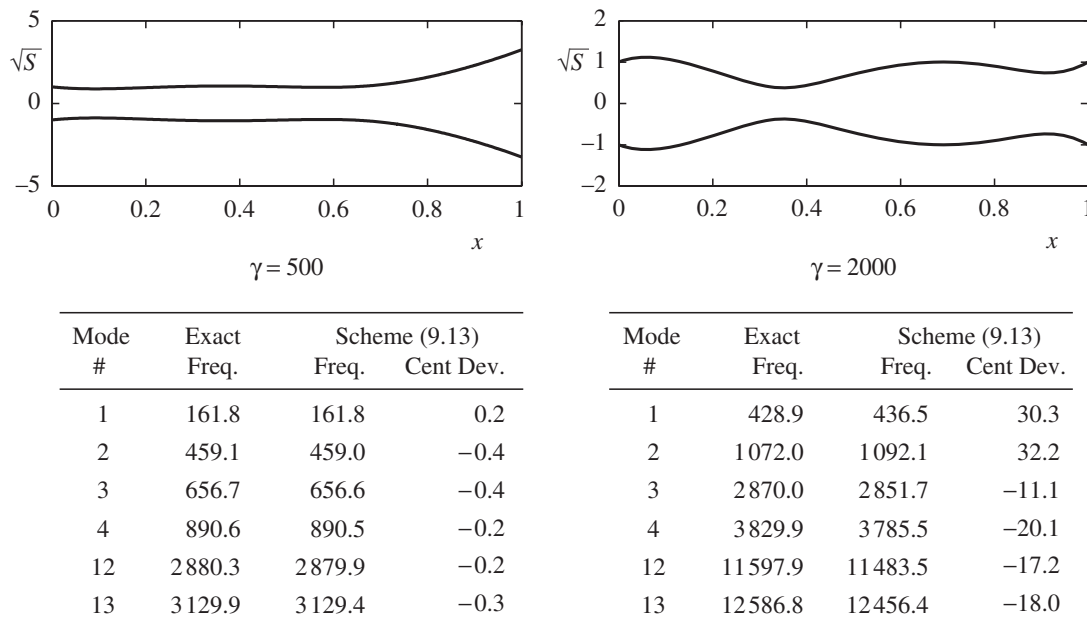 5
√S
0
−5
0 0.2 0.4 0.6 0.8 1
x
γ = 500
2
1
√S
0
−1
−2
0 0.2 0.4 0.6 0.8 1
x
γ = 2000
Mode Exact Scheme (9.13)
# Freq. Freq. Cent Dev.
1 161.8 161.8 0.2
2 459.1 459.0 −0.4
3 656.7 656.6 −0.4
4 890.6 890.5 −0.2
12 2880.3 2879.9 −0.2
13 3129.9 3129.4 −0.3
Mode Exact Scheme (9.13)
# Freq. Freq. Cent Dev.
1 428.9 436.5 30.3
2 1072.0 1092.1 32.2
3 2870.0 2851.7 −11.1
4 3829.9 3785.5 −20.1
12 11597.9 11483.5 −17.2
13 12586.8 12456.4 −18.0